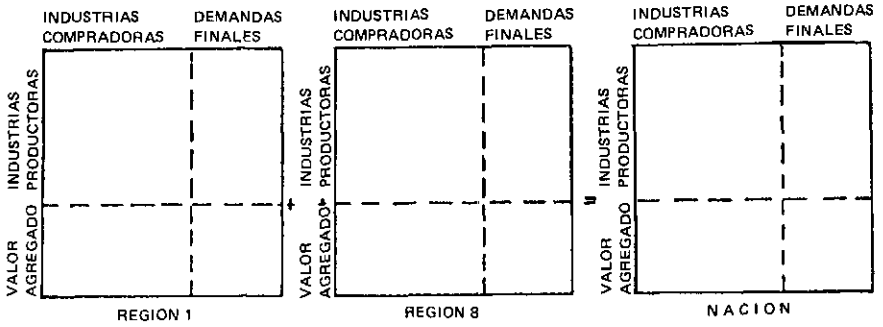 INDUSTRIAS COMPRADORAS
DEMANDAS FINALES
INDUSTRIAS PRODUCTORAS
VALOR AGREGADO
REGION 1
+ +
INDUSTRIAS COMPRADORAS
DEMANDAS FINALES
INDUSTRIAS PRODUCTORAS
VALOR AGREGADO
REGION 8
=
INDUSTRIAS COMPRADORAS
DEMANDAS FINALES
INDUSTRIAS PRODUCTORAS
VALOR AGREGADO
NACION